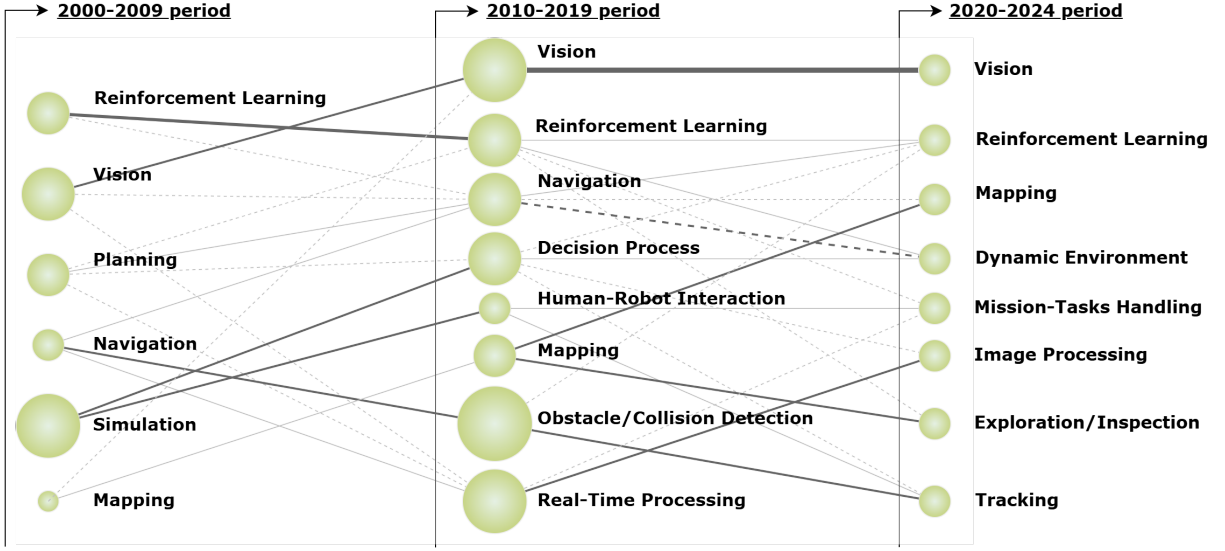 2000-2009 period
Reinforcement Learning
Vision
Planning
Navigation
Simulation
Mapping
2010-2019 period
Vision
Reinforcement Learning
Navigation
Decision Process
Human-Robot Interaction
Mapping
Obstacle/Collision Detection
Real-Time Processing
2020-2024 period
Vision
Reinforcement Learning
Mapping
Dynamic Environment
Mission-Tasks Handling
Image Processing
Exploration/Inspection
Tracking